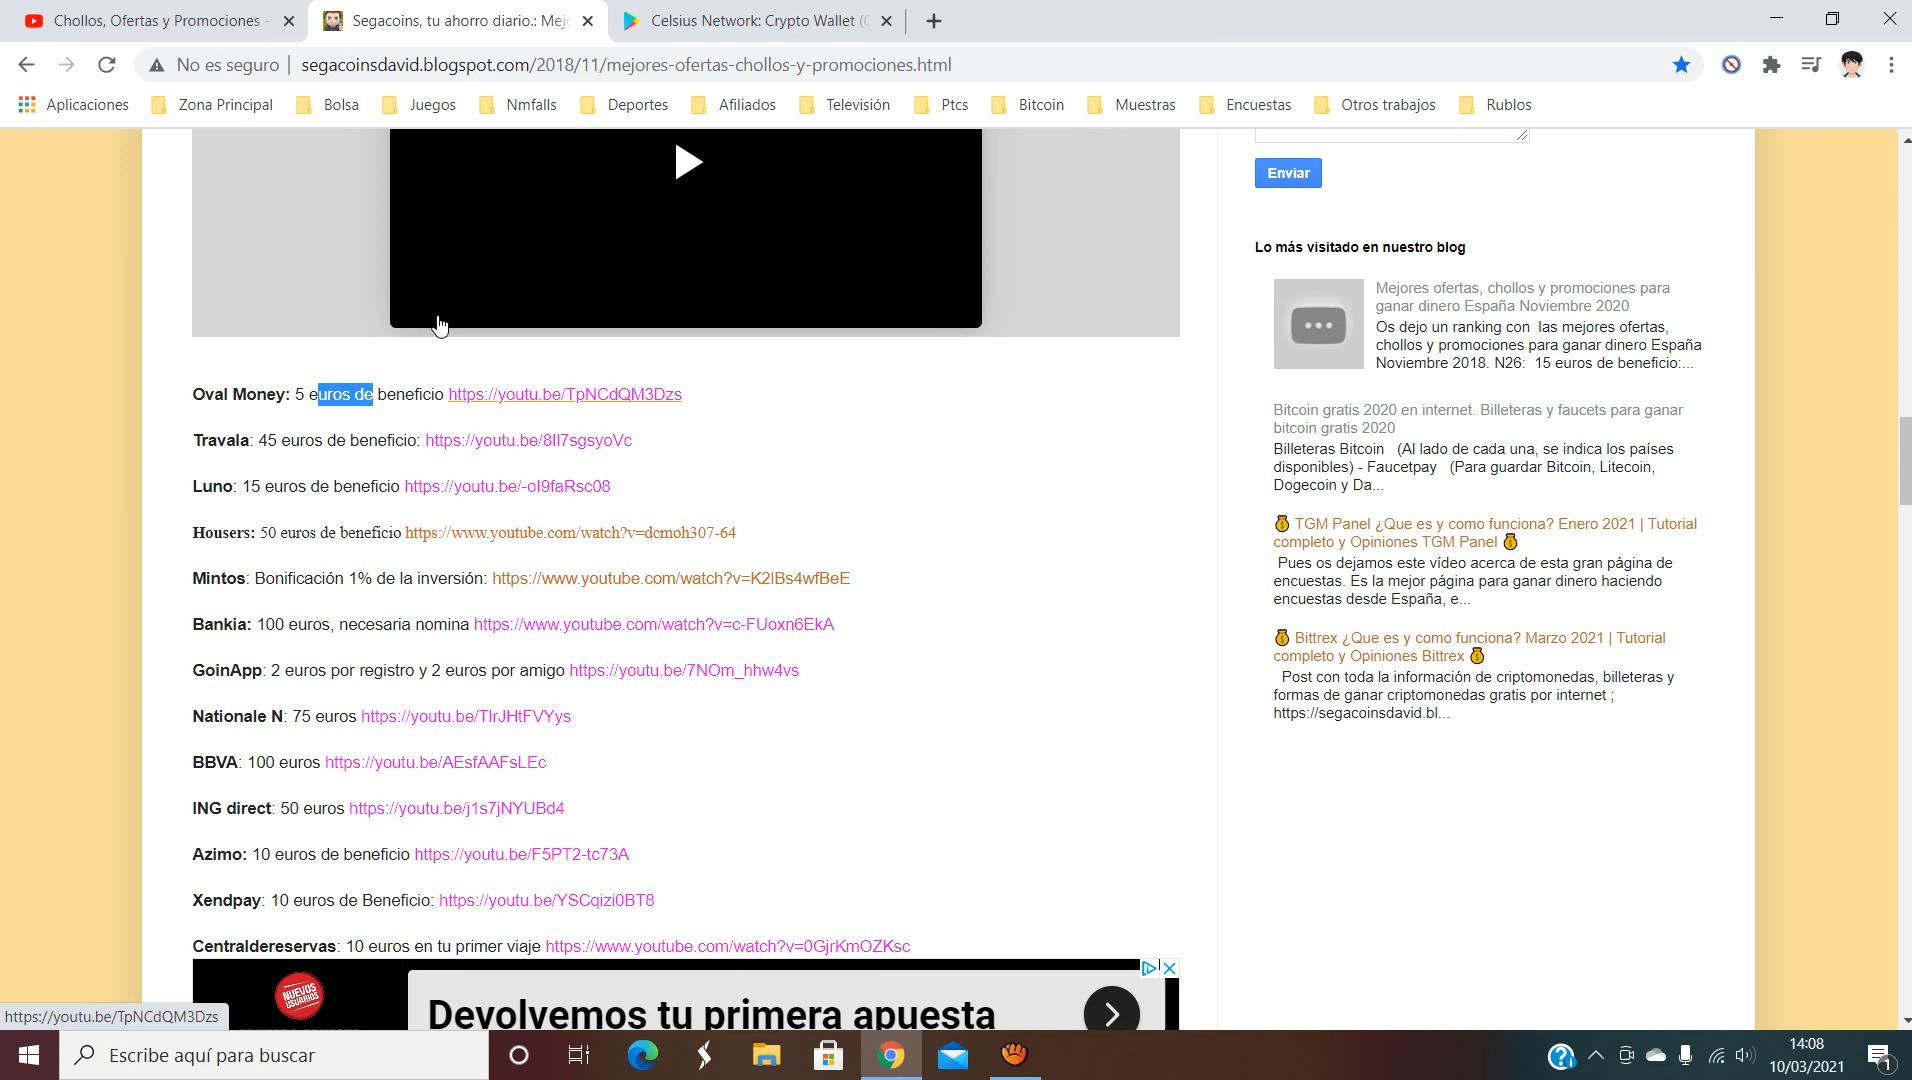 Chollos, Ofertas y Promociones -
Segacoins, tu ahorro diario.: Mejo
Celsius Network: Crypto Wallet (C
No es seguro
segacoinsdavid.blogspot.com/2018/11/mejores-ofertas-chollos-y-promociones.html
Aplicaciones
Zona Principal
Bolsa
Juegos
Nmfalls
Deportes
Afiliados
Televisión
Ptcs
Bitcoin
Muestras
Encuestas
Otros trabajos
Rublos
Oval Money: 5 euros de beneficio https://youtu.be/TpNCdQM3Dzs
Travala: 45 euros de beneficio: https://youtu.be/8Il7sgsyoVc
Luno: 15 euros de beneficio https://youtu.be/-oI9faRsc08
Housers: 50 euros de beneficio https://www.youtube.com/watch?v=dcmoh307-64
Mintos: Bonificación 1% de la inversión: https://www.youtube.com/watch?v=K2lBs4wfBeE
Bankia: 100 euros, necesaria nomina https://www.youtube.com/watch?v=c-FUoxn6EkA
GoinApp: 2 euros por registro y 2 euros por amigo https://youtu.be/7NOm_hhw4vs
Nationale N: 75 euros https://youtu.be/TlrJHtFVYys
BBVA: 100 euros https://youtu.be/AEsfAAFsLEc
ING direct: 50 euros https://youtu.be/j1s7jNYUBd4
Azimo: 10 euros de beneficio https://youtu.be/F5PT2-tc73A
Xendpay: 10 euros de Beneficio: https://youtu.be/YSCqizi0BT8
Centraldereservas: 10 euros en tu primer viaje https://www.youtube.com/watch?v=0GjrKmOZKsc
NUEVOS
USUARIOS
Devolvemos tu primera apuesta
https://youtu.be/TpNCdQM3Dzs
Enviar
Lo más visitado en nuestro blog
Mejores ofertas, chollos y promociones para
ganar dinero España Noviembre 2020
Os dejo un ranking con las mejores ofertas,
chollos y promociones para ganar dinero España
Noviembre 2018. N26: 15 euros de beneficio:...
Bitcoin gratis 2020 en internet. Billeteras y faucets para ganar
bitcoin gratis 2020
Billeteras Bitcoin (Al lado de cada una, se indica los países
disponibles) - Faucetpay (Para guardar Bitcoin, Litecoin,
Dogecoin y Da...
💰 TGM Panel ¿Que es y como funciona? Enero 2021 | Tutorial
completo y Opiniones TGM Panel 💰
Pues os dejamos este vídeo acerca de esta gran página de
encuestas. Es la mejor página para ganar dinero haciendo
encuestas desde España, e...
💰 Bittrex ¿Que es y como funciona? Marzo 2021 | Tutorial
completo y Opiniones Bittrex 💰
Post con toda la información de criptomonedas, billeteras y
formas de ganar criptomonedas gratis por internet ;
https://segacoinsdavid.bl...
Escribe aquí para buscar
14:08
10/03/2021
1